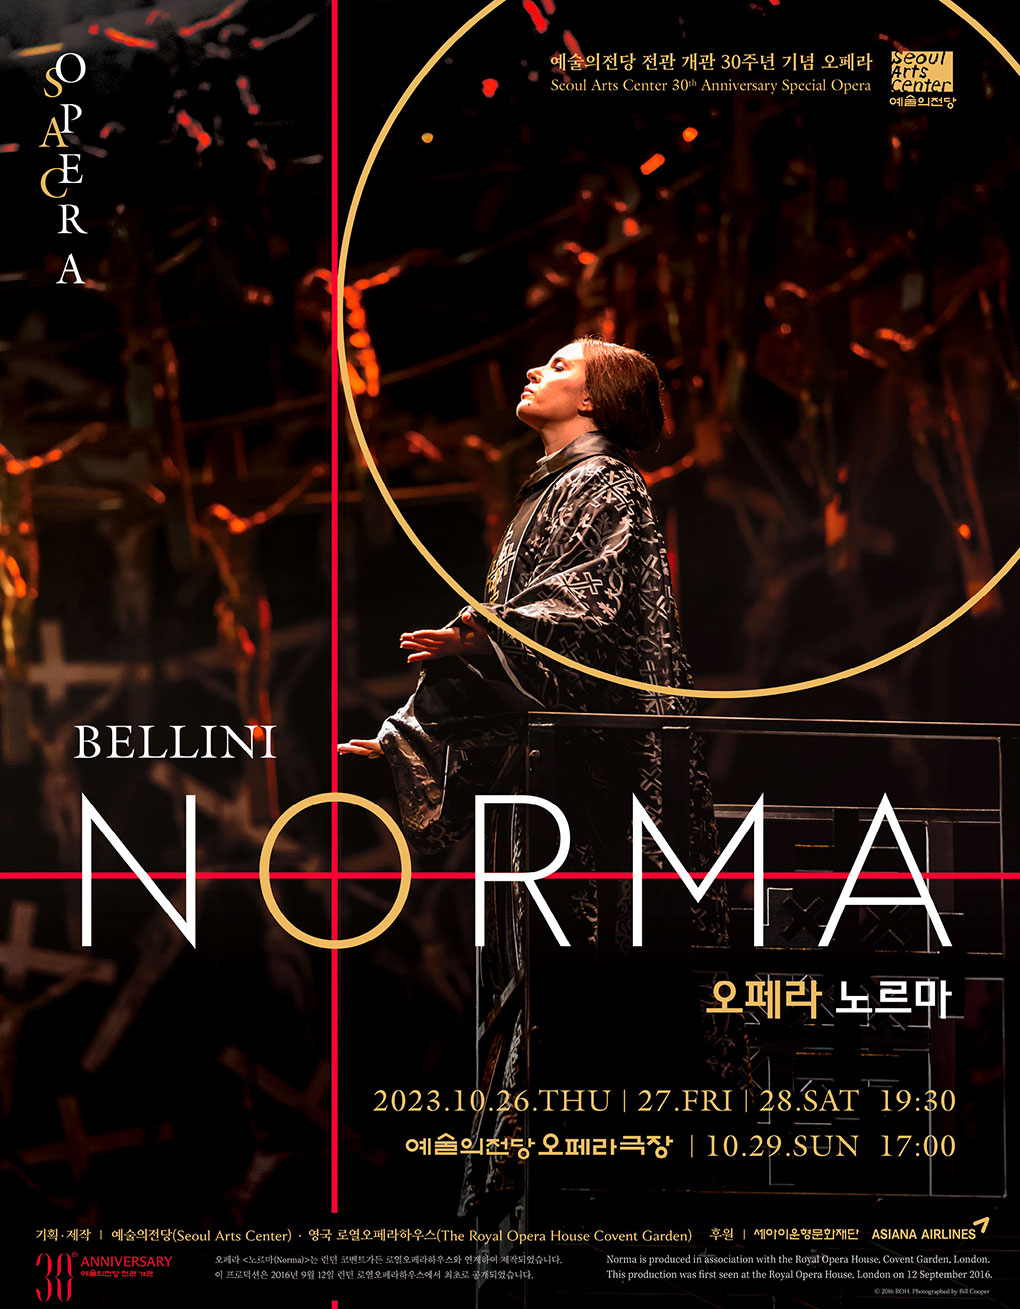 SAC
OPERA
예술의전당 전관 개관 30주년 기념 오페라
Seoul Arts Center 30th Anniversary Special Opera
Seoul
Arts
Center
예술의전당
BELLINI
NORMA
오페라 노르마
2023.10.26.THU | 27.FRI | 28.SAT 19:30
예술의전당 오페라극장 | 10.29.SUN 17:00
기획·제작 | 예술의전당(Seoul Arts Center) · 영국 로열오페라하우스(The Royal Opera House Covent Garden) 후원 | 세아이운형문화재단 ASIANA AIRLINES
30th ANNIVERSARY
예술의전당 전관 개관
오페라 <노르마(Norma)>는 런던 코벤트가든 로열오페라하우스와 연계하여 제작되었습니다.
이 프로덕션은 2016년 9월 12일 런던 로열오페라하우스에서 최초로 공개되었습니다.
Norma is produced in association with the Royal Opera House, Covent Garden, London.
This production was first seen at the Royal Opera House, London on 12 September 2016.
© 2016 ROH. Photographed by Bill Cooper